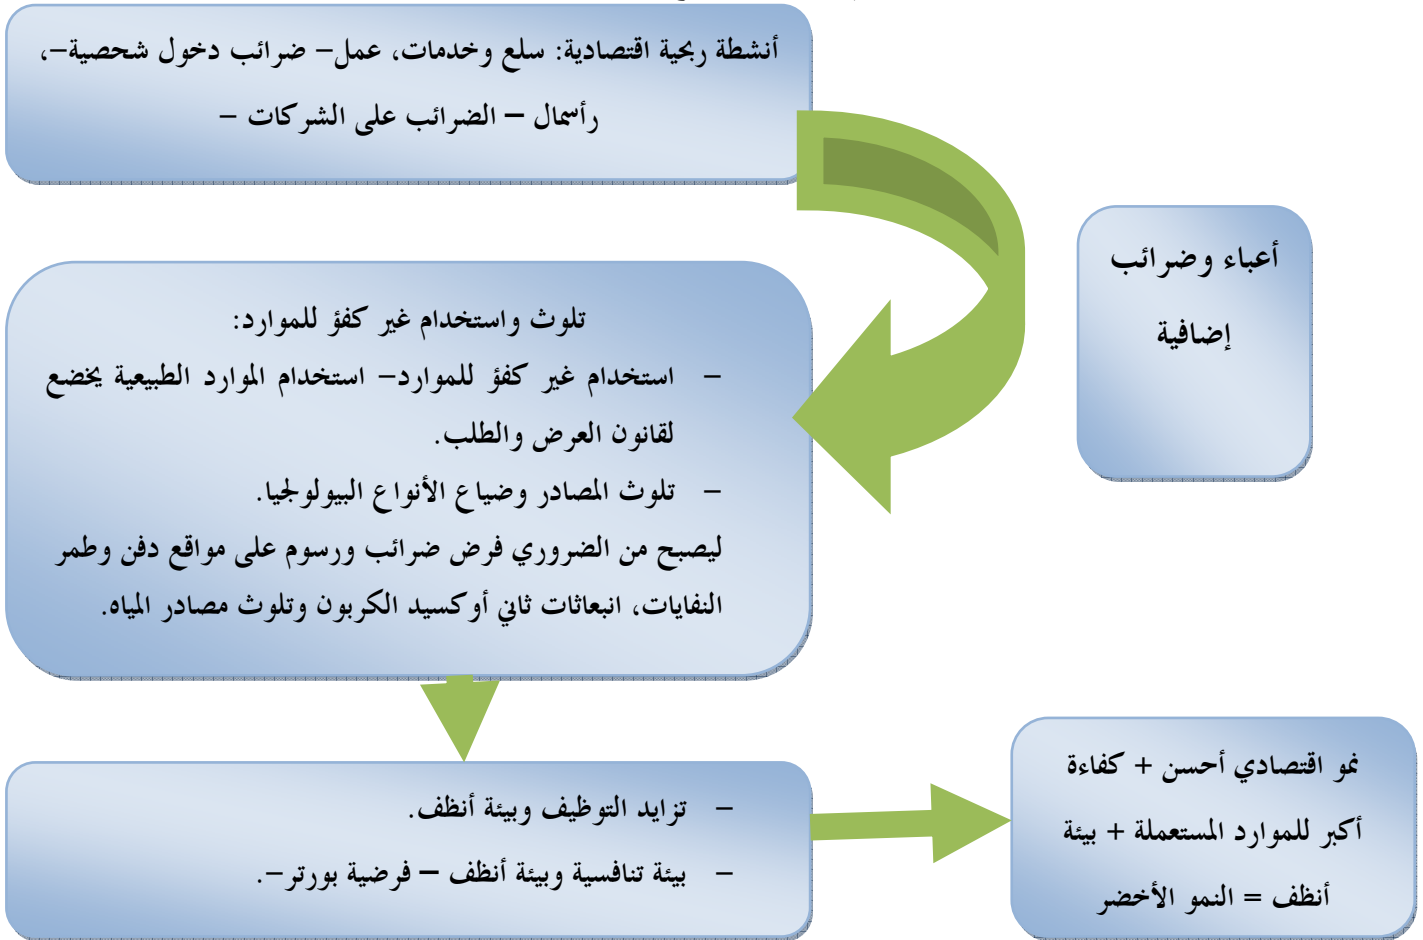 أنشطة ربحية اقتصادية: سلع وخدمات، عمل– ضرائب دخول شخصية–،
رأسمال – الضرائب على الشركات –
أعباء وضرائب
إضافية
تلوث واستخدام غير كفؤ للموارد:
– استخدام غير كفؤ للموارد– استخدام الموارد الطبيعية يخضع
لقانون العرض والطلب.
– تلوث المصادر وضياع الأنواع البيولوجيا.
ليصبح من الضروري فرض ضرائب ورسوم على مواقع دفن وطمر
النفايات، انبعاثات ثاني أوكسيد الكربون وتلوث مصادر المياه.
– تزايد التوظيف وبيئة أنظف.
– بيئة تنافسية وبيئة أنظف – فرضية بورتر–.
نمو اقتصادي أحسن + كفاءة
أكبر للموارد المستعملة + بيئة
أنظف = النمو الأخضر